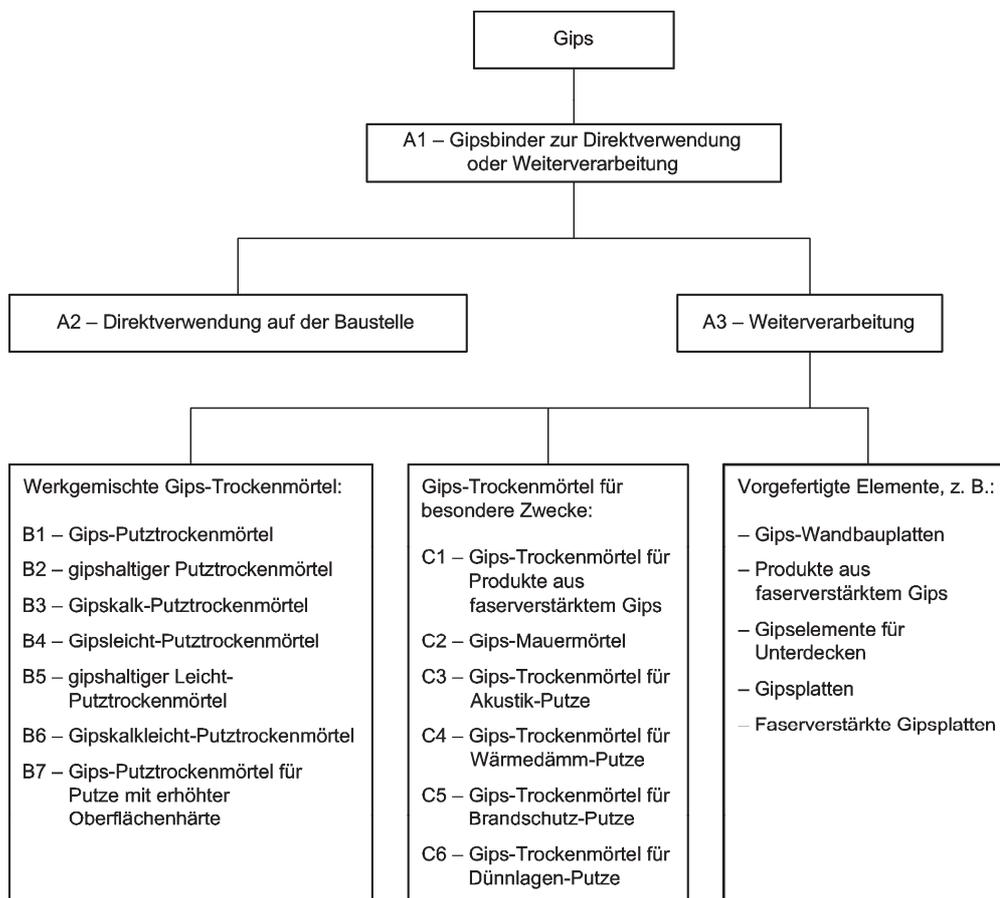 Gips
A1 – Gipsbinder zur Direktverwendung
oder Weiterverarbeitung
A2 – Direktverwendung auf der Baustelle
A3 – Weiterverarbeitung
Werkgemischte Gips-Trockenmörtel:
B1 – Gips-Putztrockenmörtel
B2 – gipshaltiger Putztrockenmörtel
B3 – Gipskalk-Putztrockenmörtel
B4 – Gipsleicht-Putztrockenmörtel
B5 – gipshaltiger Leicht-
Putztrockenmörtel
B6 – Gipskalkleicht-Putztrockenmörtel
B7 – Gips-Putztrockenmörtel für
Putze mit erhöhter
Oberflächenhärte
Gips-Trockenmörtel für
besondere Zwecke:
C1 – Gips-Trockenmörtel für
Produkte aus
faserverstärktem Gips
C2 – Gips-Mauermörtel
C3 – Gips-Trockenmörtel für
Akustik-Putze
C4 – Gips-Trockenmörtel für
Wärmedämm-Putze
C5 – Gips-Trockenmörtel für
Brandschutz-Putze
C6 – Gips-Trockenmörtel für
Dünnlagen-Putze
Vorgefertigte Elemente, z. B.:
– Gips-Wandbauplatten
– Produkte aus
faserverstärktem Gips
– Gipselemente für
Unterdecken
– Gipsplatten
– Faserverstärkte Gipsplatten